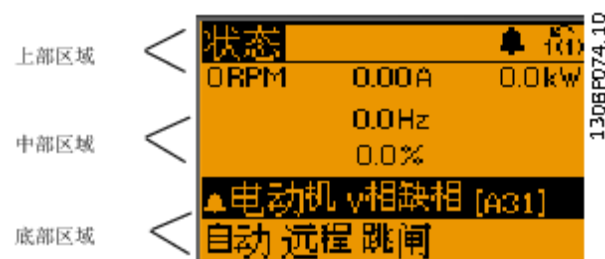 上部区域
状态
(1)
0RPM 0.00A 0.0kW
中部区域
0.0Hz
0.0%
电动机 v相缺相 [A31]
底部区域
自动 远程 跳闸
130BP074.10